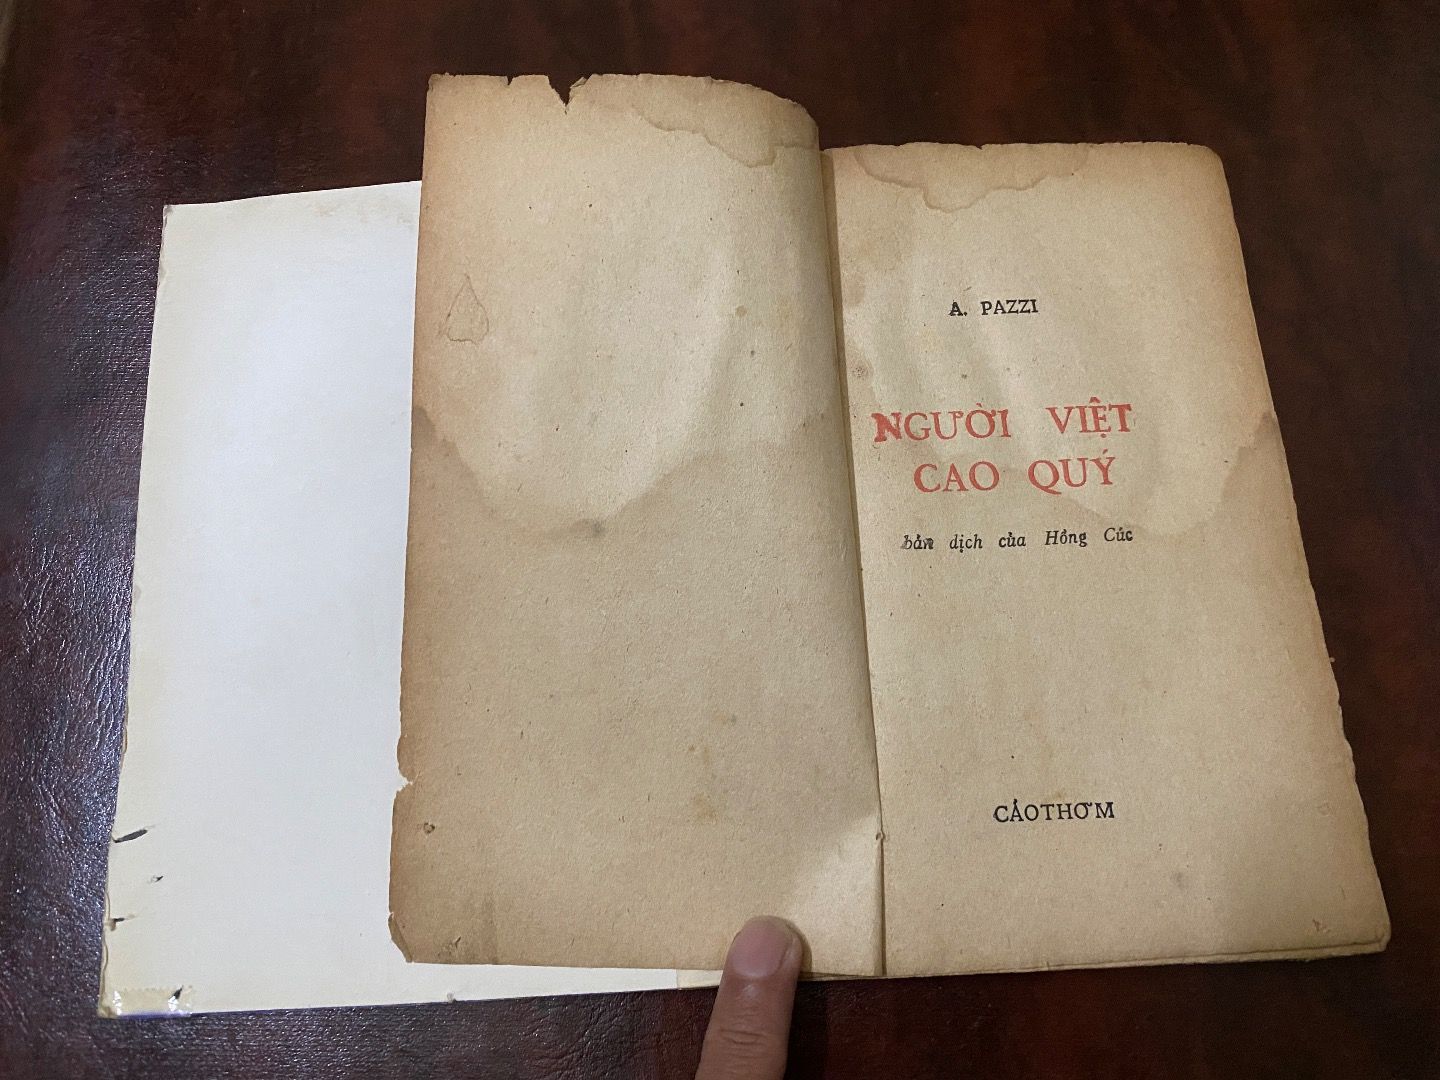 A. PAZZI
NGƯỜI VIỆT
CAO QUÝ
bản dịch của Hồng Cúc
CẢOTHƠM